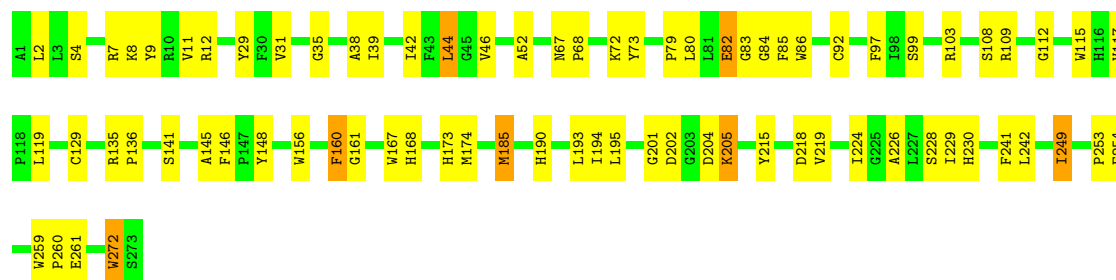 A1 L2 L3 S4 R7 K8 Y9 R10 V11 R12 Y29 F30 V31 G35 A38 I39 I42 F43 L44 G45 V46 A52 N67 P68 K72 Y73 P79 L80 L81 E82 G83 G84 F85 W86 C92 F97 I98 S99 R103 S108 R109 G112 W115 H116
P118 L119 C129 R135 P136 S141 A145 F146 P147 Y148 W156 F160 G161 W167 H168 H173 M174 M185 H190 L193 I194 L195 G201 D202 G203 D204 K205 Y215 D218 V219 I224 G225 A226 L227 S228 I229 H230 F241 L242 I249 P253
W259 P260 E261 W272 S273